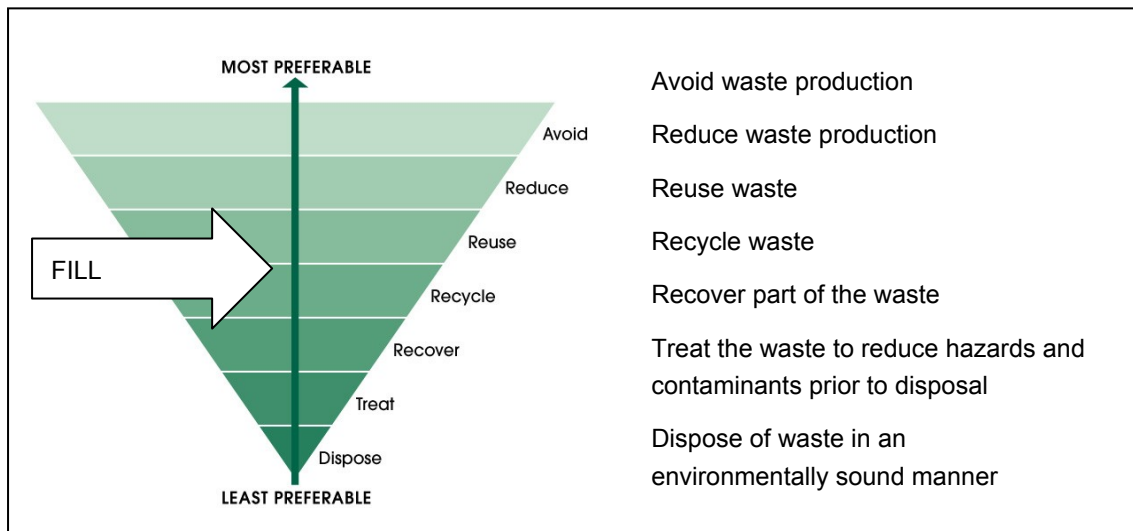 MOST PREFERABLE
Avoid
Reduce
Reuse
Recycle
Recover
Treat
Dispose
LEAST PREFERABLE
FILL
Avoid waste production
Reduce waste production
Reuse waste
Recycle waste
Recover part of the waste
Treat the waste to reduce hazards and
contaminants prior to disposal
Dispose of waste in an
environmentally sound manner